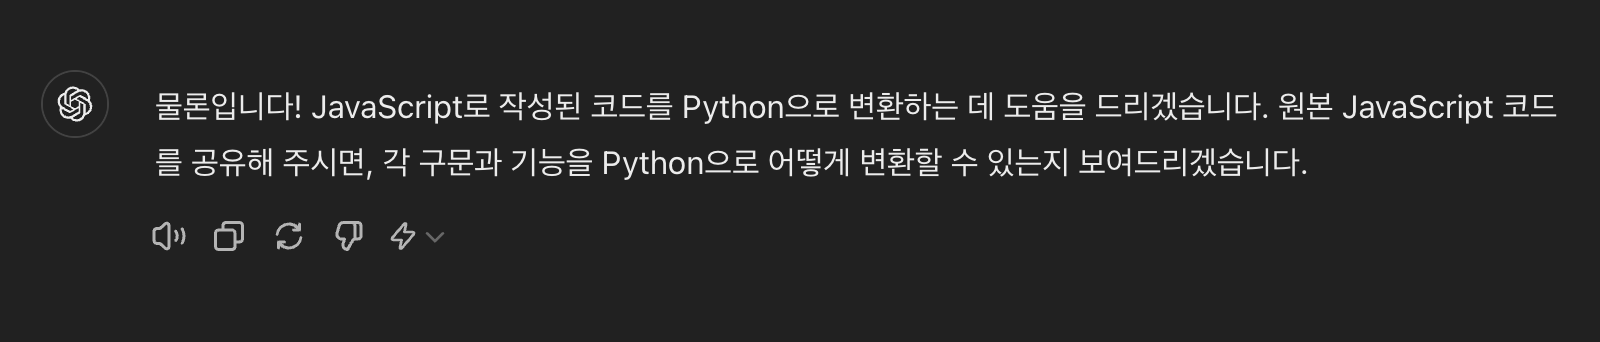 물론입니다! JavaScript로 작성된 코드를 Python으로 변환하는 데 도움을 드리겠습니다. 원본 JavaScript 코드
를 공유해 주시면, 각 구문과 기능을 Python으로 어떻게 변환할 수 있는지 보여드리겠습니다.